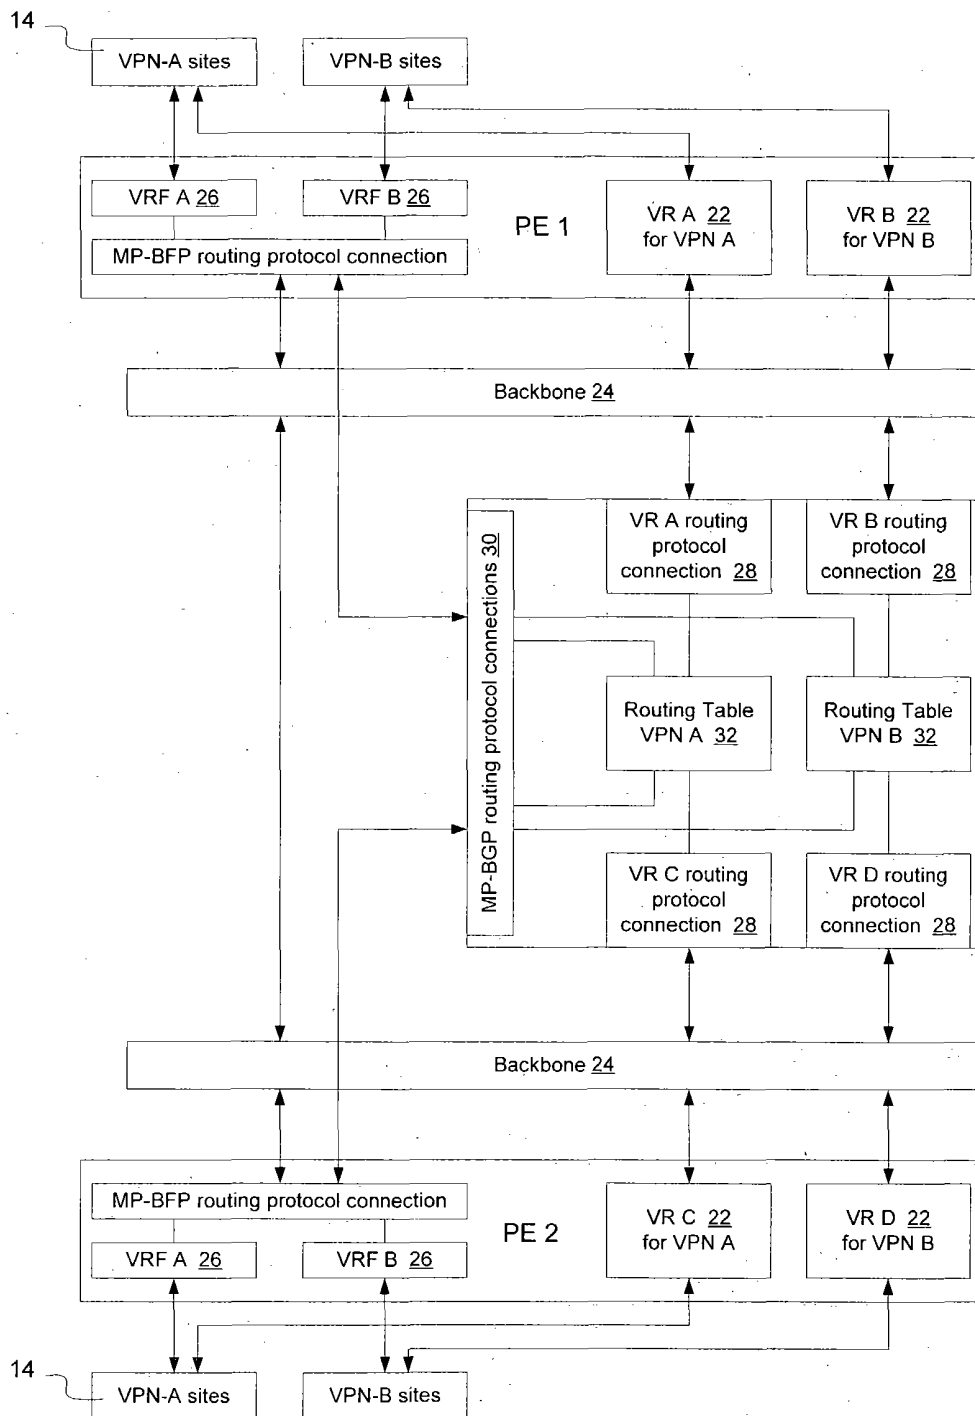 14
VPN-A sites
VPN-B sites
VRF A 26
VRF B 26
PE 1
VR A 22
for VPN A
VR B 22
for VPN B
MP-BFP routing protocol connection
Backbone 24
MP-BGP routing protocol connections 30
VR A routing
protocol
connection 28
VR B routing
protocol
connection 28
Routing Table
VPN A 32
Routing Table
VPN B 32
VR C routing
protocol
connection 28
VR D routing
protocol
connection 28
Backbone 24
MP-BFP routing protocol connection
PE 2
VR C 22
for VPN A
VR D 22
for VPN B
VRF A 26
VRF B 26
14
VPN-A sites
VPN-B sites